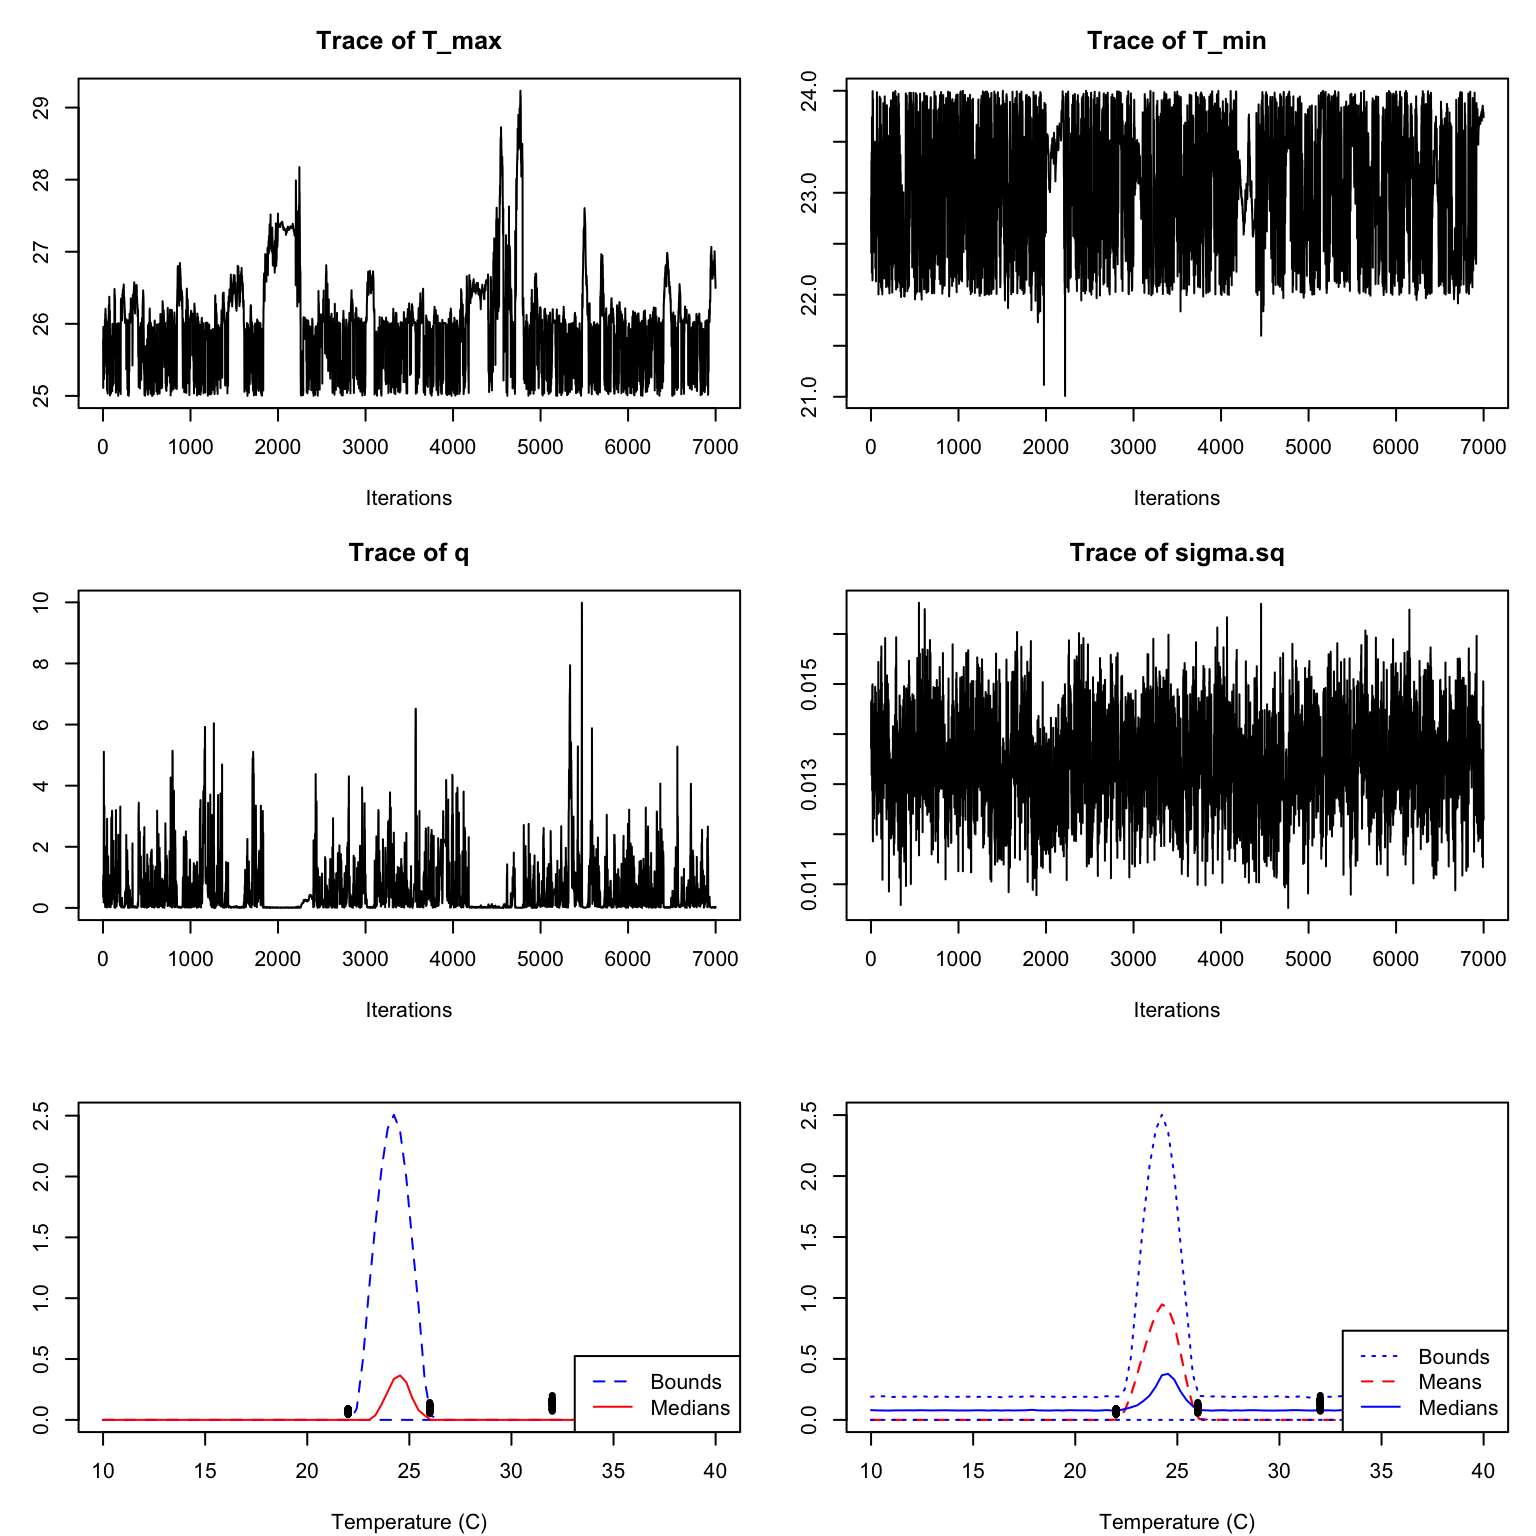 Trace of T_max
29
28
27
26
25
0 1000 2000 3000 4000 5000 6000 7000
Iterations
Trace of T_min
24.0
23.0
22.0
21.0
0 1000 2000 3000 4000 5000 6000 7000
Iterations
Trace of q
10
8
6
4
2
0
0 1000 2000 3000 4000 5000 6000 7000
Iterations
Trace of sigma.sq
0.015
0.013
0.011
0 1000 2000 3000 4000 5000 6000 7000
Iterations
2.5
2.0
1.5
1.0
0.5
0.0
Bounds
Medians
10 15 20 25 30 35 40
Temperature (C)
2.5
2.0
1.5
1.0
0.5
0.0
Bounds
Means
Medians
10 15 20 25 30 35 40
Temperature (C)